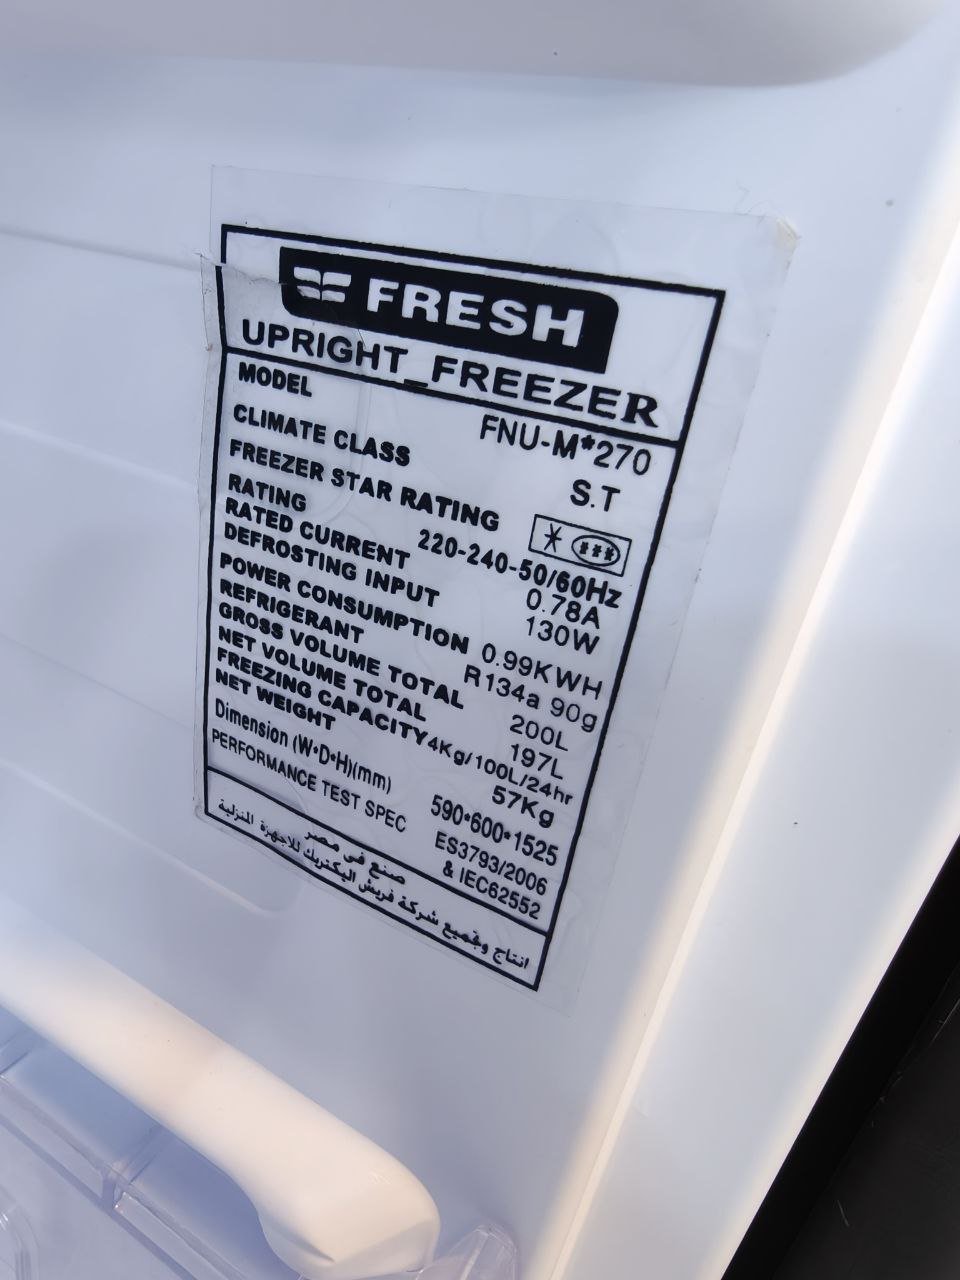 FRESH
UPRIGHT_FREEZER
MODEL FNU-M*270
CLIMATE CLASS S.T
FREEZER STAR RATING * ***
RATING 220-240-50/60Hz
RATED CURRENT 0.78A
DEFROSTING INPUT 130W
POWER CONSUMPTION 0.99KWH
REFRIGERANT R134a 90g
GROSS VOLUME TOTAL 200L
NET VOLUME TOTAL 197L
FREEZING CAPACITY 4Kg/100L/24hr
NET WEIGHT 57Kg
Dimension (W*D*H)(mm) 590*600*1525
PERFORMANCE TEST SPEC ES3793/2006
& IEC62552
صنع في مصر
انتاج وتجميع شركة فريش اليكتريك للاجهزة المنزلية